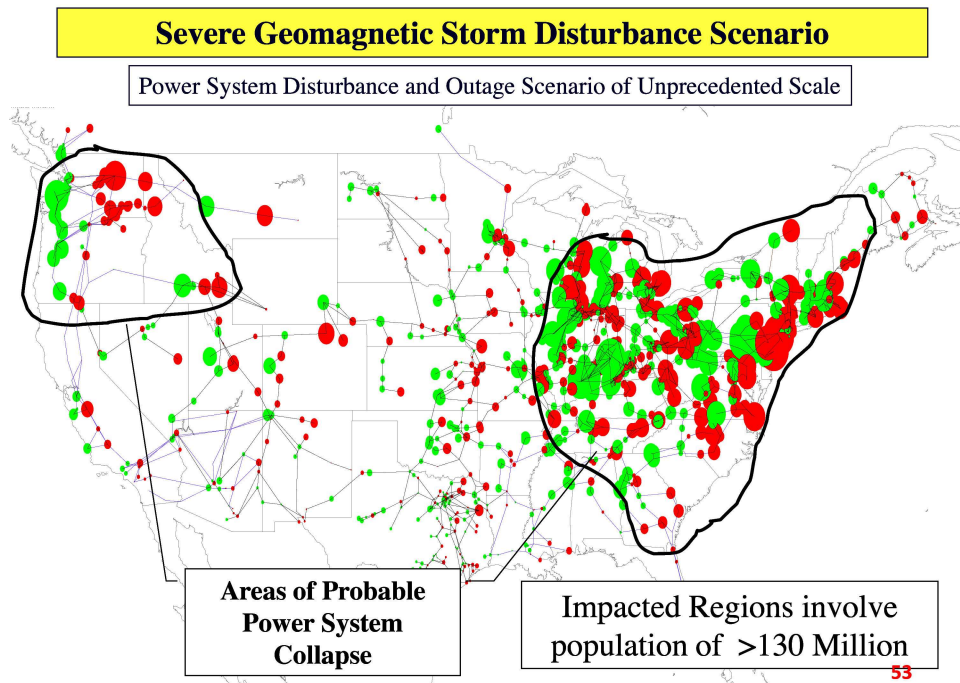 Severe Geomagnetic Storm Disturbance Scenario
Power System Disturbance and Outage Scenario of Unprecedented Scale
Areas of Probable
Power System
Collapse
Impacted Regions involve
population of >130 Million
53